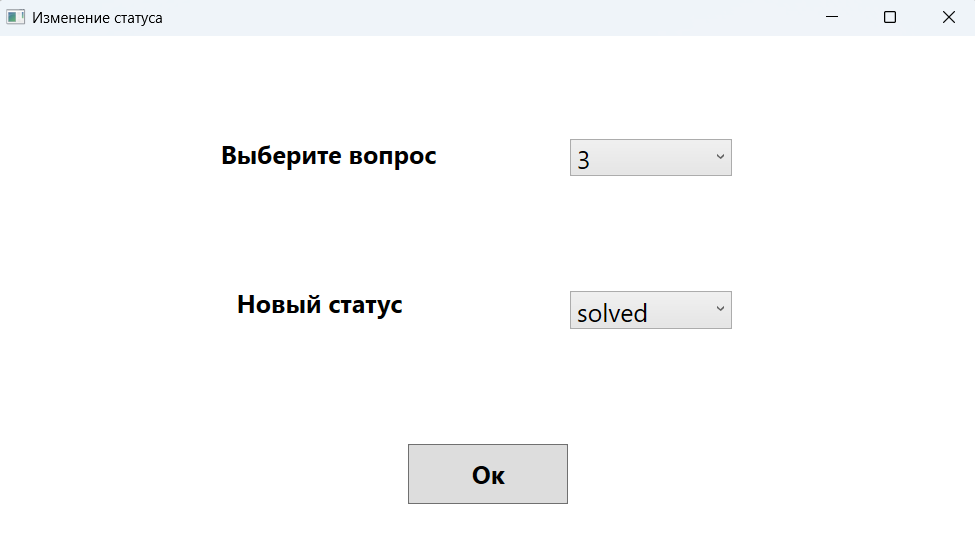 Изменение статуса
Выберите вопрос
3
Новый статус
solved
Ок